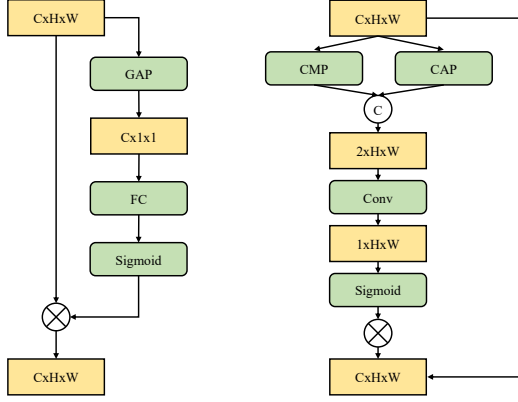 CxHxW
GAP
Cx1x1
FC
Sigmoid
CxHxW
CxHxW
CMP
CAP
C
2xHxW
Conv
1xHxW
Sigmoid
CxHxW